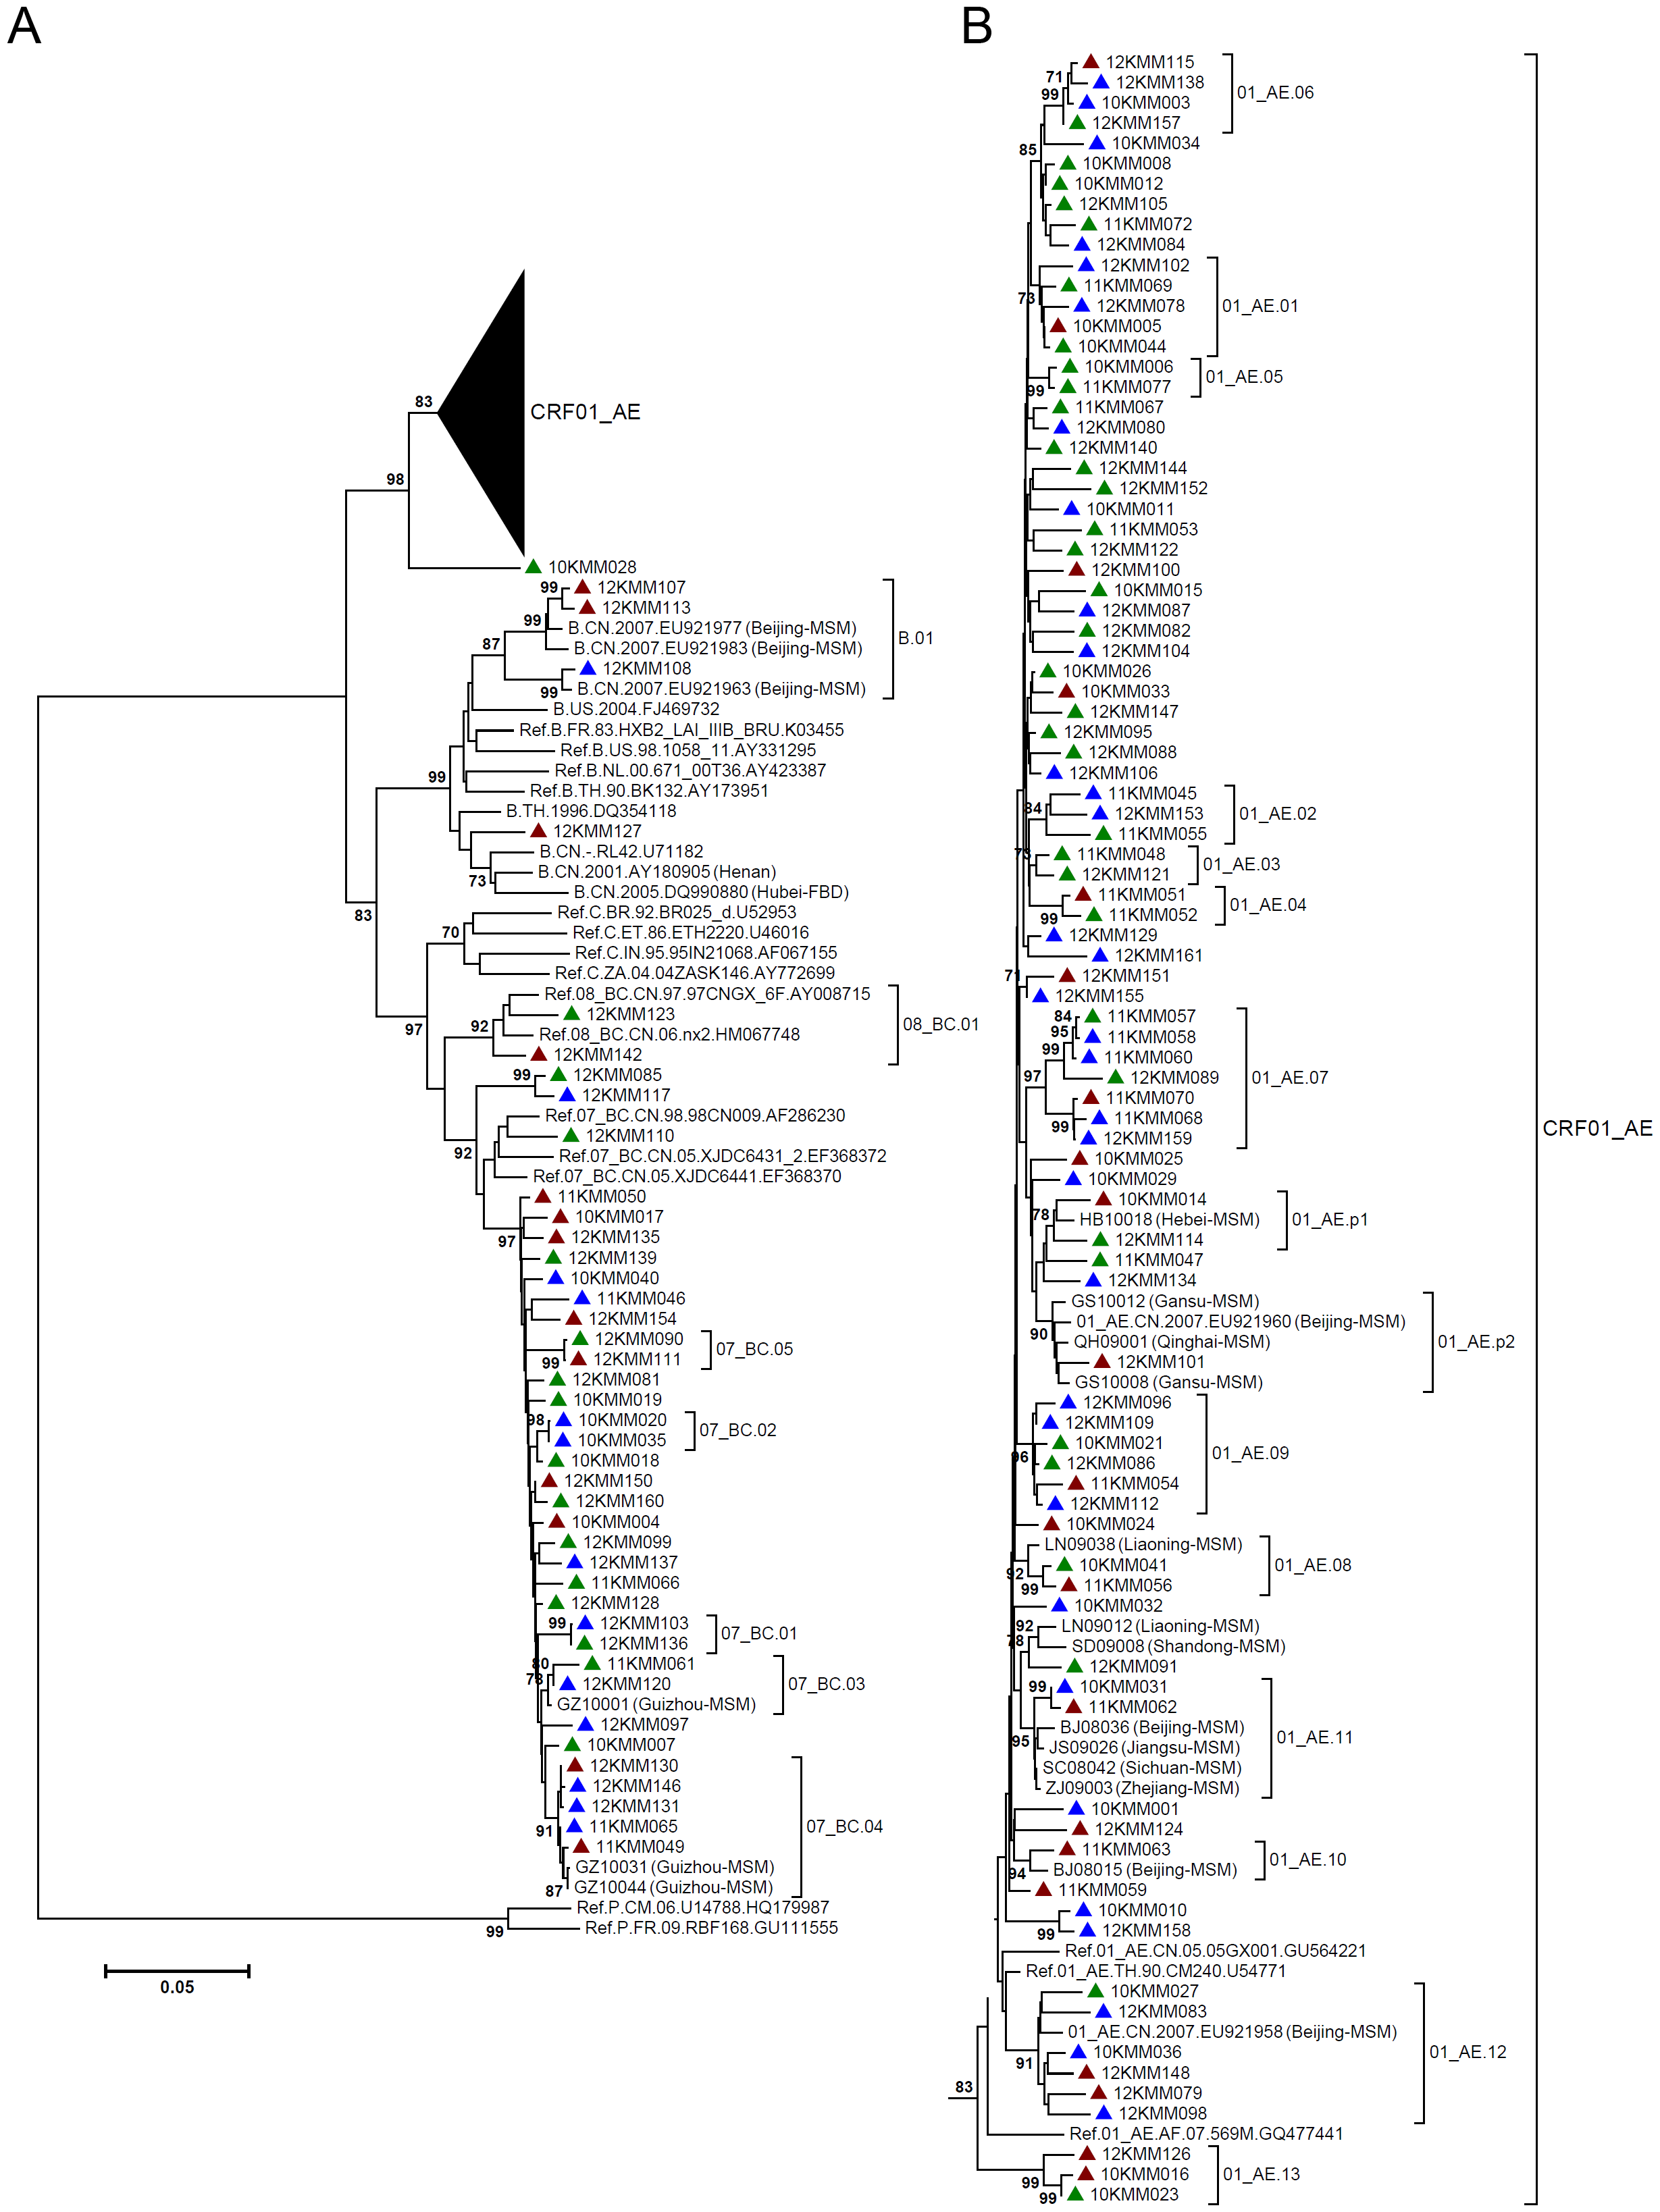 A
83
CRF01_AE
98
10KMM028
99
12KMM107
12KMM113
99
B.CN.2007.EU921977 (Beijing-MSM)
B.01
87
B.CN.2007.EU921983 (Beijing-MSM)
12KMM108
99
B.CN.2007.EU921963 (Beijing-MSM)
B.US.2004.FJ469732
Ref.B.FR.83.HXB2_LAI_IIIB_BRU.K03455
Ref.B.US.98.1058_11.AY331295
99
Ref.B.NL.00.671_00T36.AY423387
Ref.B.TH.90.BK132.AY173951
B.TH.1996.DQ354118
12KMM127
B.CN.-.RL42.U71182
B.CN.2001.AY180905 (Henan)
73
B.CN.2005.DQ990880 (Hubei-FBD)
83
Ref.C.BR.92.BR025_d.U52953
70
Ref.C.ET.86.ETH2220.U46016
Ref.C.IN.95.95IN21068.AF067155
Ref.C.ZA.04.04ZASK146.AY772699
97
Ref.08_BC.CN.97.97CNGX_6F.AY008715
12KMM123
92
08_BC.01
Ref.08_BC.CN.06.nx2.HM067748
12KMM142
99
12KMM085
12KMM117
Ref.07_BC.CN.98.98CN009.AF286230
12KMM110
92
Ref.07_BC.CN.05.XJDC6431_2.EF368372
Ref.07_BC.CN.05.XJDC6441.EF368370
11KMM050
10KMM017
97
12KMM135
12KMM139
10KMM040
11KMM046
12KMM154
12KMM090
07_BC.05
99
12KMM111
12KMM081
10KMM019
98
10KMM020
07_BC.02
10KMM035
10KMM018
12KMM150
12KMM160
10KMM004
12KMM099
12KMM137
11KMM066
12KMM128
99
12KMM103
07_BC.01
12KMM136
80
11KMM061
73
12KMM120
07_BC.03
GZ10001 (Guizhou-MSM)
12KMM097
10KMM007
12KMM130
12KMM146
12KMM131
91
11KMM065
07_BC.04
11KMM049
GZ10031 (Guizhou-MSM)
87
GZ10044 (Guizhou-MSM)
Ref.P.CM.06.U14788.HQ179987
99
Ref.P.FR.09.RBF168.GU111555
0.05
B
12KMM115
71
12KMM138
01_AE.06
99
10KMM003
12KMM157
85
10KMM034
10KMM008
10KMM012
12KMM105
11KMM072
12KMM084
12KMM102
11KMM069
73
12KMM078
01_AE.01
10KMM005
10KMM044
10KMM006
01_AE.05
99
11KMM077
11KMM067
12KMM080
12KMM140
12KMM144
12KMM152
10KMM011
11KMM053
12KMM122
12KMM100
10KMM015
12KMM087
12KMM082
12KMM104
10KMM026
10KMM033
12KMM147
12KMM095
12KMM088
12KMM106
11KMM045
84
12KMM153
01_AE.02
11KMM055
73
11KMM048
01_AE.03
12KMM121
11KMM051
01_AE.04
99
11KMM052
12KMM129
12KMM161
71
12KMM151
12KMM155
84
11KMM057
95
11KMM058
99
11KMM060
97
12KMM089
01_AE.07
11KMM070
99
11KMM068
12KMM159
CRF01_AE
10KMM025
10KMM029
10KMM014
78
HB10018 (Hebei-MSM)
01_AE.p1
12KMM114
11KMM047
12KMM134
GS10012 (Gansu-MSM)
01_AE.CN.2007.EU921960 (Beijing-MSM)
90
QH09001 (Qinghai-MSM)
01_AE.p2
12KMM101
GS10008 (Gansu-MSM)
12KMM096
12KMM109
10KMM021
01_AE.09
96
12KMM086
11KMM054
12KMM112
10KMM024
LN09038 (Liaoning-MSM)
92
10KMM041
01_AE.08
99
11KMM056
10KMM032
92
LN09012 (Liaoning-MSM)
78
SD09008 (Shandong-MSM)
12KMM091
99
10KMM031
11KMM062
BJ08036 (Beijing-MSM)
01_AE.11
95
JS09026 (Jiangsu-MSM)
SC08042 (Sichuan-MSM)
ZJ09003 (Zhejiang-MSM)
10KMM001
12KMM124
11KMM063
01_AE.10
94
BJ08015 (Beijing-MSM)
11KMM059
10KMM010
99
12KMM158
Ref.01_AE.CN.05.05GX001.GU564221
Ref.01_AE.TH.90.CM240.U54771
10KMM027
12KMM083
01_AE.CN.2007.EU921958 (Beijing-MSM)
91
10KMM036
01_AE.12
12KMM148
83
12KMM079
12KMM098
Ref.01_AE.AF.07.569M.GQ477441
12KMM126
99
10KMM016
01_AE.13
99
10KMM023